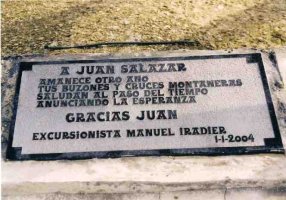 A JUAN SALAZAR
AMANECE OTRO AÑO
TUS BUZONES Y CRUCES MONTAÑERAS
SALUDAN AL PASO DEL TIEMPO
ANUNCIANDO LA ESPERANZA
GRACIAS JUAN
EXCURSIONISTA MANUEL IRADIER
1-1-2004